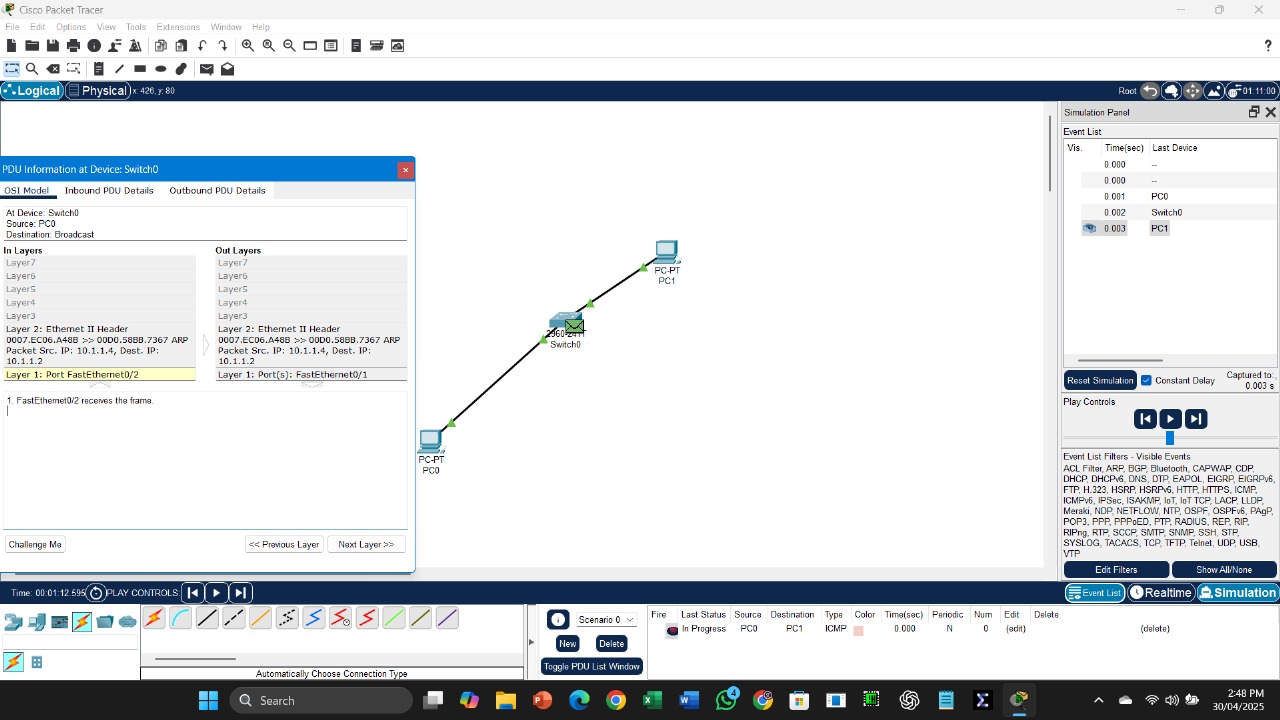 Cisco Packet Tracer
File Edit Options View Tools Extensions Window Help
?
Logical Physical x: 426, y: 80
Root 01:11:00
PDU Information at Device: Switch0
OSI Model Inbound PDU Details Outbound PDU Details
At Device: Switch0
Source: PC0
Destination: Broadcast
In Layers
Layer7
Layer6
Layer5
Layer4
Layer3
Layer 2: Ethernet II Header
0007.EC06.A48B >> 00D0.58BB.7367 ARP
Packet Src. IP: 10.1.1.4, Dest. IP:
10.1.1.2
Layer 1: Port FastEthernet0/2
Out Layers
Layer7
Layer6
Layer5
Layer4
Layer3
Layer 2: Ethernet II Header
0007.EC06.A48B >> 00D0.58BB.7367 ARP
Packet Src. IP: 10.1.1.4, Dest. IP:
10.1.1.2
Layer 1: Port(s): FastEthernet0/1
1. FastEthernet0/2 receives the frame.
Challenge Me << Previous Layer Next Layer >>
PC-PT
PC1
Switch0
PC-PT
PC0
Simulation Panel
Event List
Vis. Time(sec) Last Device
0.000 --
0.000 --
0.001 PC0
0.002 Switch0
0.003 PC1
Reset Simulation Constant Delay Captured to:
0.003 s
Play Controls
Event List Filters - Visible Events
ACL Filter, ARP, BGP, Bluetooth, CAPWAP, CDP,
DHCP, DHCPv6, DNS, DTP, EAPOL, EIGRP, EIGRPv6,
FTP, H.323, HSRP, HSRPv6, HTTP, HTTPS, ICMP,
ICMPv6, IPSec, ISAKMP, IoT, IoT TCP, LACP, LLDP,
Meraki, NDP, NETFLOW, NTP, OSPF, OSPFv6, PAgP,
POP3, PPP, PPPoED, PTP, RADIUS, REP, RIP,
RIPng, RTP, SCCP, SMTP, SNMP, SSH, STP,
SYSLOG, TACACS, TCP, TFTP, Telnet, UDP, USB,
VTP
Edit Filters Show All/None
Time: 00:01:12.595 PLAY CONTROLS:
Event List Realtime Simulation
Automatically Choose Connection Type
Scenario 0
New Delete
Toggle PDU List Window
Fire Last Status Source Destination Type Color Time(sec) Periodic Num Edit Delete
In Progress PC0 PC1 ICMP 0.000 N 0 (edit) (delete)
Search
4
2:48 PM
30/04/2025